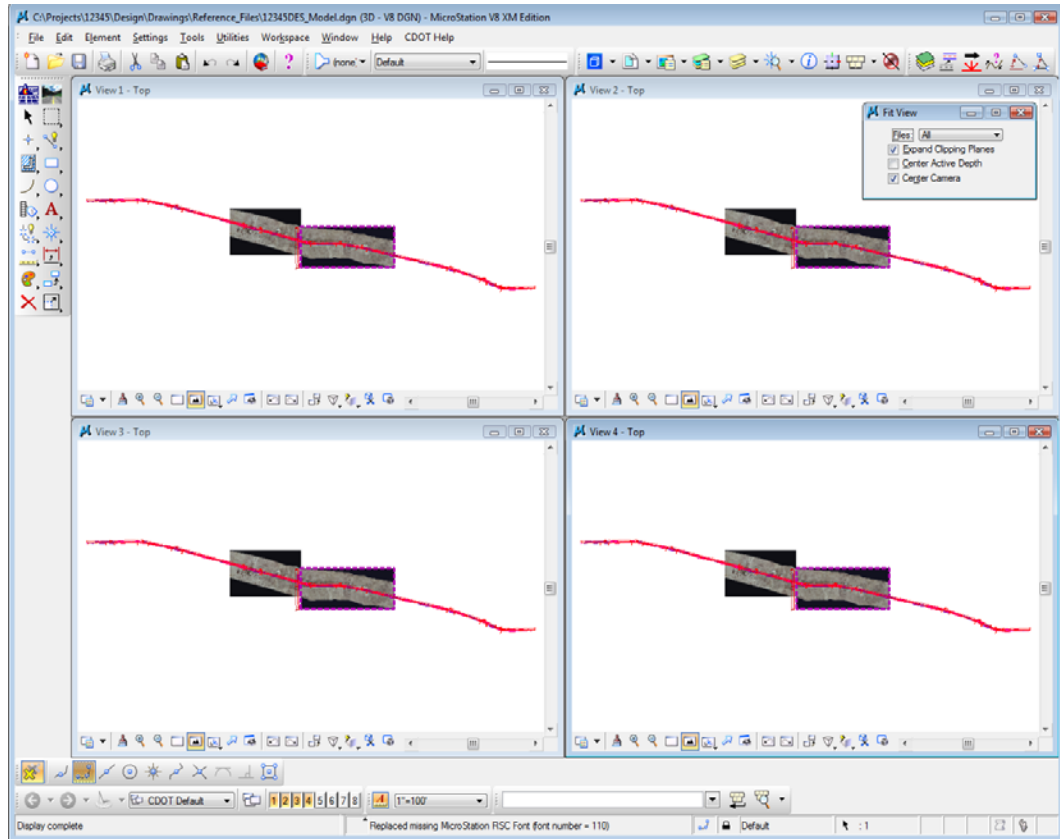 C:\Projects\12345\Design\Drawings\Reference_Files\12345DES_Model.dgn (3D - V8 DGN) - MicroStation V8 XM Edition
File Edit Element Settings Tools Utilities Workspace Window Help CDOT Help
(none) Default
View 1 - Top
View 2 - Top
Fit View
Files: All
Expand Clipping Planes
Center Active Depth
Center Camera
View 3 - Top
View 4 - Top
CDOT Default 1 2 3 4 5 6 7 8 1"=100'
Display complete Replaced missing MicroStation RSC Font (font number = 110) Default : 1